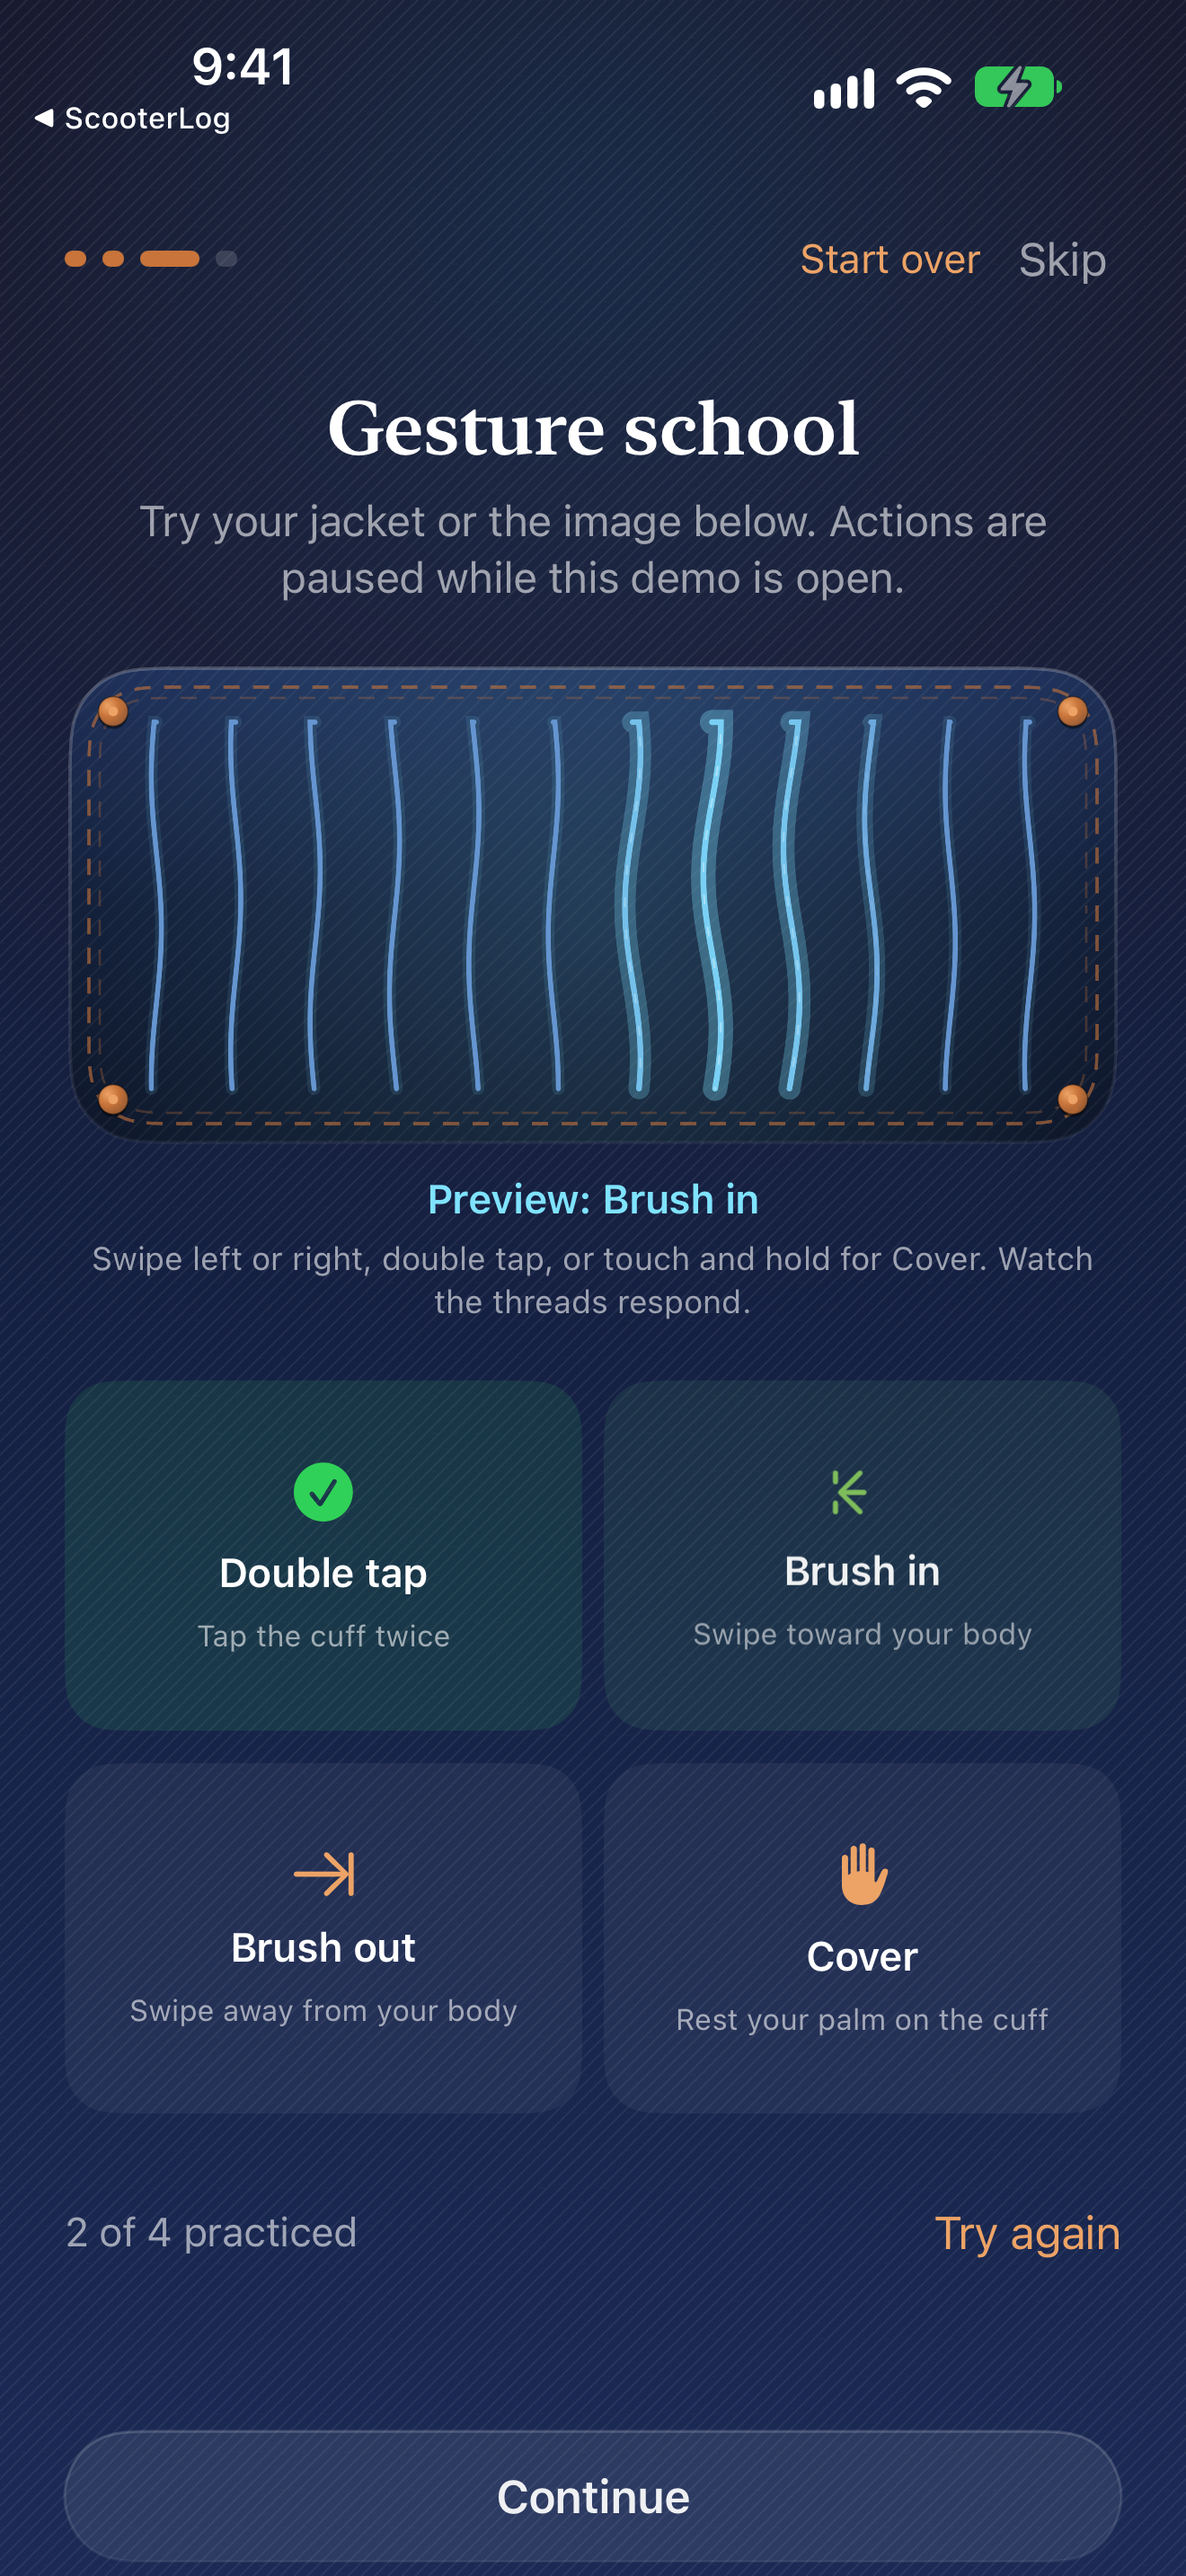 9:41
◀ ScooterLog
Start over Skip
Gesture school
Try your jacket or the image below. Actions are
paused while this demo is open.
Preview: Brush in
Swipe left or right, double tap, or touch and hold for Cover. Watch
the threads respond.
Double tap
Tap the cuff twice
Brush in
Swipe toward your body
Brush out
Swipe away from your body
Cover
Rest your palm on the cuff
2 of 4 practiced
Try again
Continue